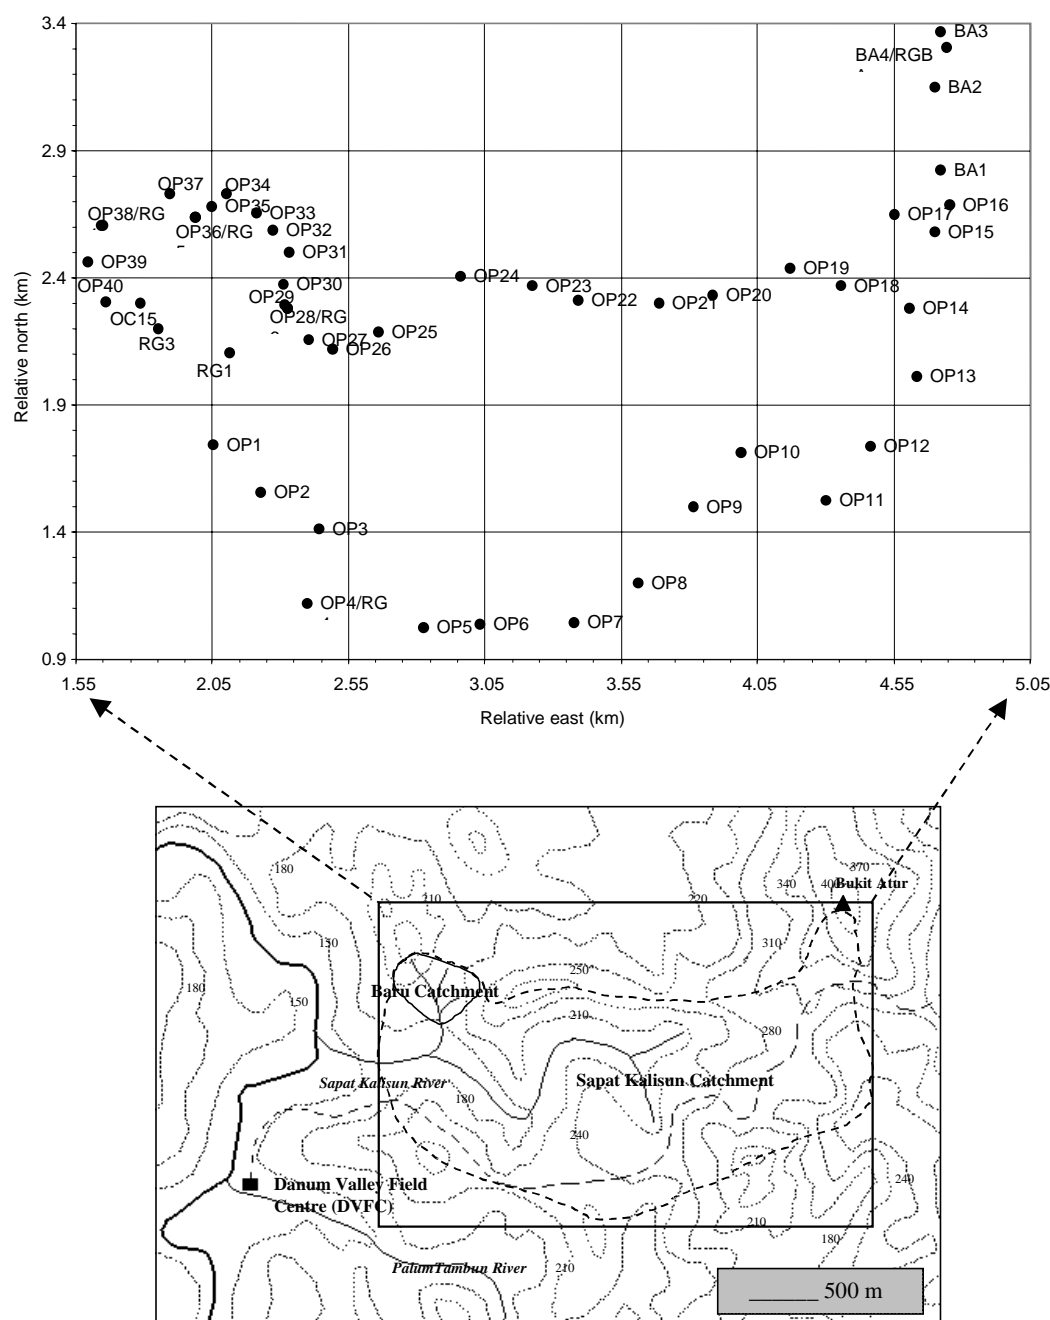 3.4
BA3
BA4/RGB
BA2
2.9
BA1
OP37
OP34
OP16
OP35
OP33
OP38/RG
OP17
OP36/RG
OP32
OP15
OP31
OP39
OP19
2.4
OP24
OP40
OP30
OP23
OP18
OP29
OP22
OP21
OP20
OP14
OC15
OP28/RG
RG3
OP27
OP25
OP26
RG1
OP13
1.9
OP1
OP10
OP12
OP2
OP9
OP11
OP3
1.4
OP8
OP4/RG
OP5
OP6
OP7
0.9
1.55 2.05 2.55 3.05 3.55 4.05 4.55 5.05
Relative north (km)
Relative east (km)
180
370
340
Bukit Atur
210
220
150
310
250
180
Baru Catchment
150
210
280
Sapat Kalisun River
Sapat Kalisun Catchment
180
240
Danum Valley Field
Centre (DVFC)
240
210
180
PalumTambun River
210
500 m